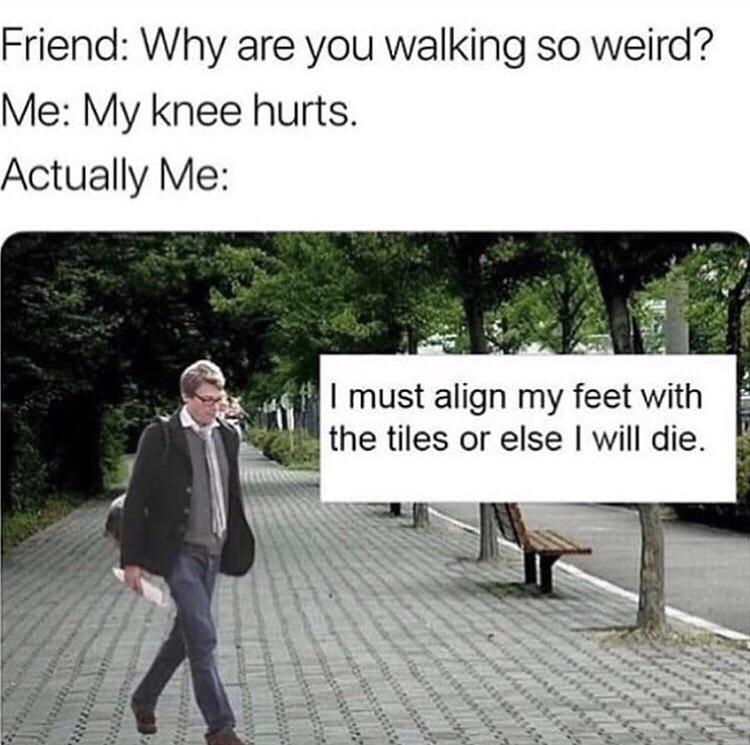 Friend: Why are you walking so weird?
Me: My knee hurts.
Actually Me:
I must align my feet with
the tiles or else I will die.